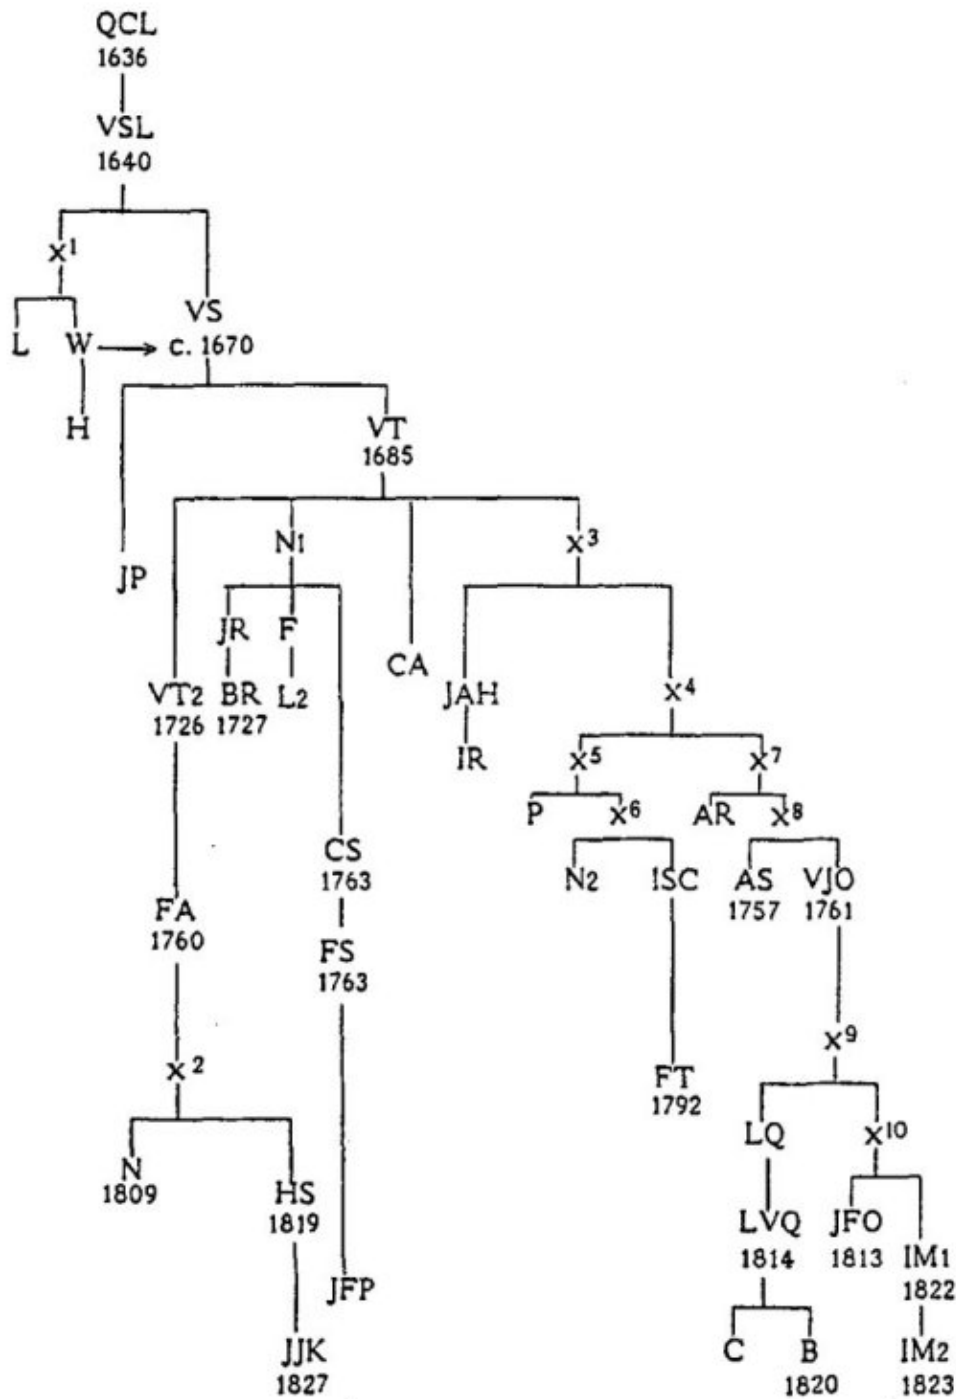 QCL
1636
VSL
1640
x¹
VS
L W c. 1670
H
VT
1685
N1
x³
JP
JR F
CA
VT2 BR L2 JAH x⁴
1726 1727
IR x⁵ x⁷
P x⁶ AR x⁸
CS
1763
N2 ISC AS VJO
1757 1761
FA
1760
FS
1763
x⁹
x²
FT
1792
LQ x¹⁰
N
1809
HS
1819
LVQ JFO
1814 1813
IM1
1822
JFP
JJK
1827
C B IM2
1820 1823